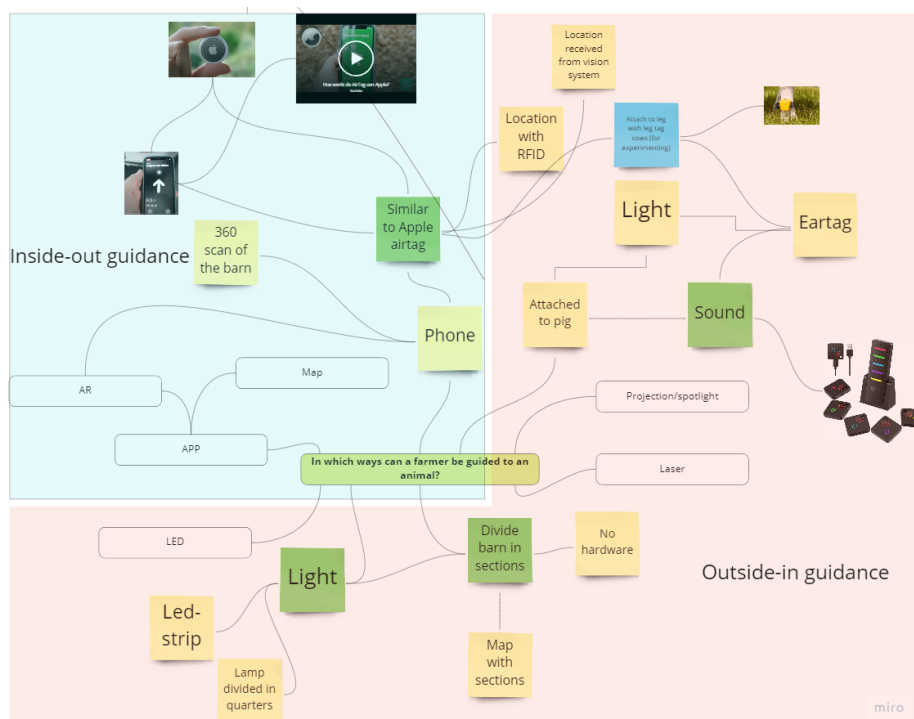 How werkt de AirTag van Apple?
Location
received
from vision
system
Location
with
RFID
Attach to leg
with leg tag
cows (for
experimenting)
Light
Eartag
Similar
to Apple
airtag
360
scan of
the barn
Inside-out guidance
Attached
to pig
Sound
Phone
Map
AR
Projection/spotlight
APP
In which ways can a farmer be guided to an
animal?
Laser
LED
Divide
barn in
sections
No
hardware
Light
Outside-in guidance
Led-
strip
Map
with
sections
Lamp
divided in
quarters
miro